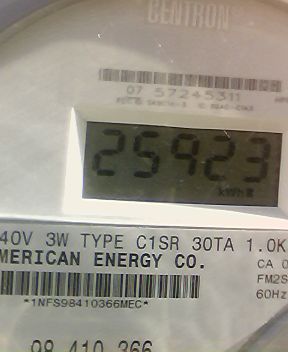 CENTRON
07 57245311
25923
kWh
40V 3W TYPE C1SR 30TA 1.0K
MERICAN ENERGY CO.
CA 0
FM2S
60Hz
*1NFS98410366MEC*
98 410 366